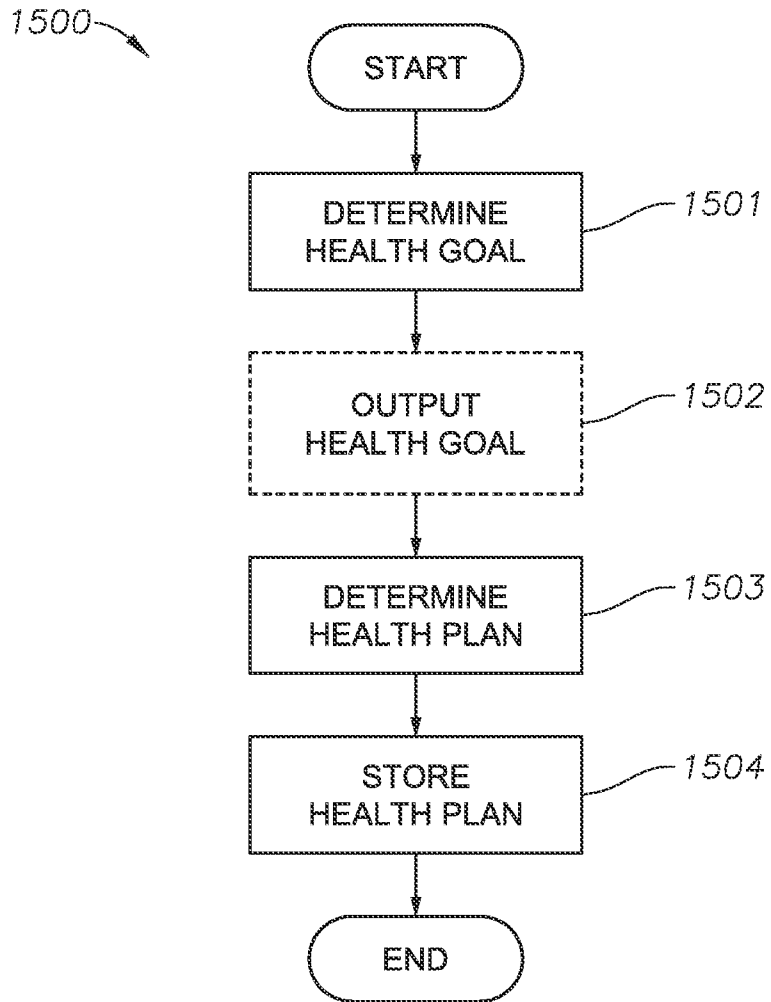 1500
START
DETERMINE
HEALTH GOAL
1501
OUTPUT
HEALTH GOAL
1502
DETERMINE
HEALTH PLAN
1503
STORE
HEALTH PLAN
1504
END